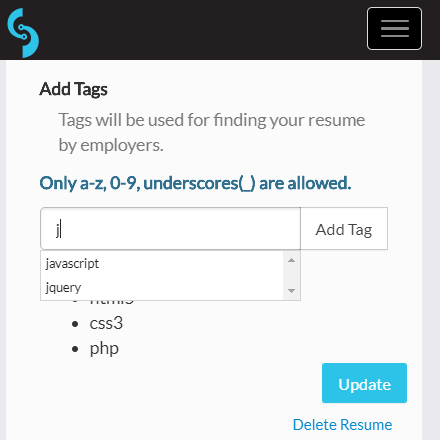 Add Tags
Tags will be used for finding your resume
by employers.
Only a-z, 0-9, underscores(_) are allowed.
j
Add Tag
javascript
jquery
css3
php
Update
Delete Resume